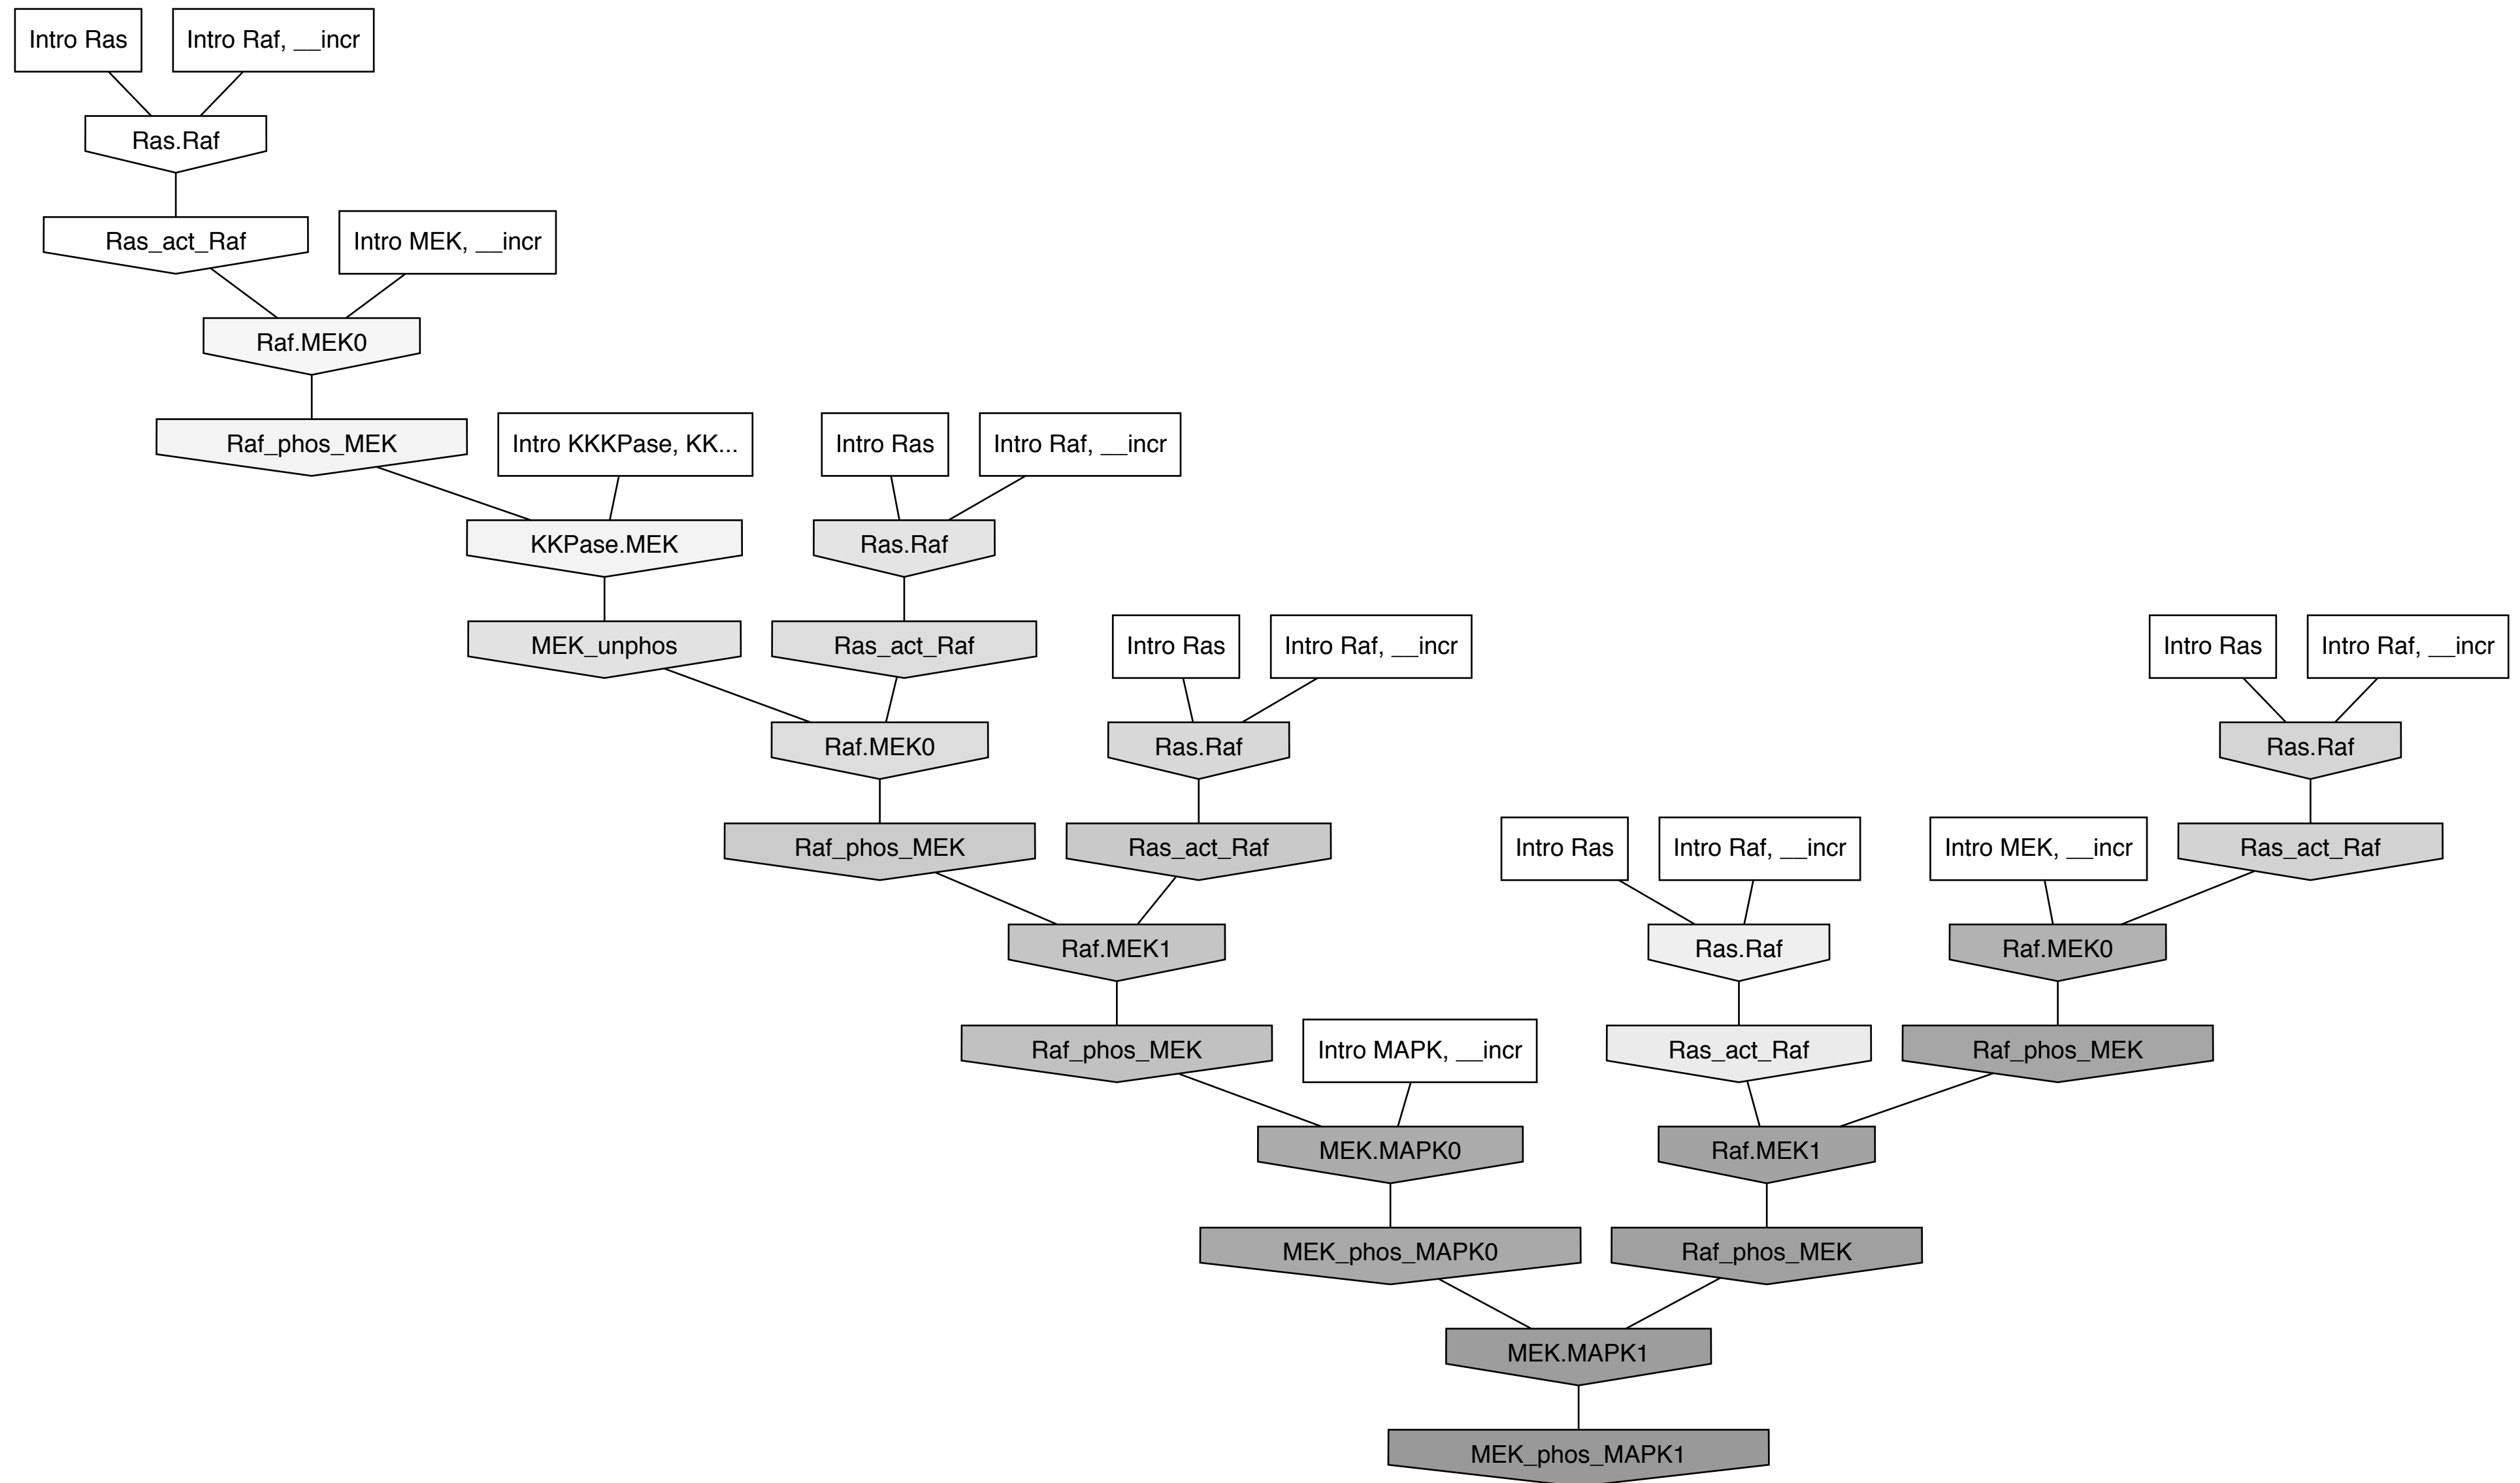 Intro Ras
Intro Raf, __incr
Ras.Raf
Ras_act_Raf
Intro MEK, __incr
Raf.MEK0
Raf_phos_MEK
Intro KKKPase, KK...
Intro Ras
Intro Raf, __incr
KKPase.MEK
Ras.Raf
MEK_unphos
Ras_act_Raf
Intro Ras
Intro Raf, __incr
Intro Ras
Intro Raf, __incr
Raf.MEK0
Ras.Raf
Ras.Raf
Raf_phos_MEK
Ras_act_Raf
Intro Ras
Intro Raf, __incr
Intro MEK, __incr
Ras_act_Raf
Raf.MEK1
Ras.Raf
Raf.MEK0
Raf_phos_MEK
Intro MAPK, __incr
Ras_act_Raf
Raf_phos_MEK
MEK.MAPK0
Raf.MEK1
MEK_phos_MAPK0
Raf_phos_MEK
MEK.MAPK1
MEK_phos_MAPK1